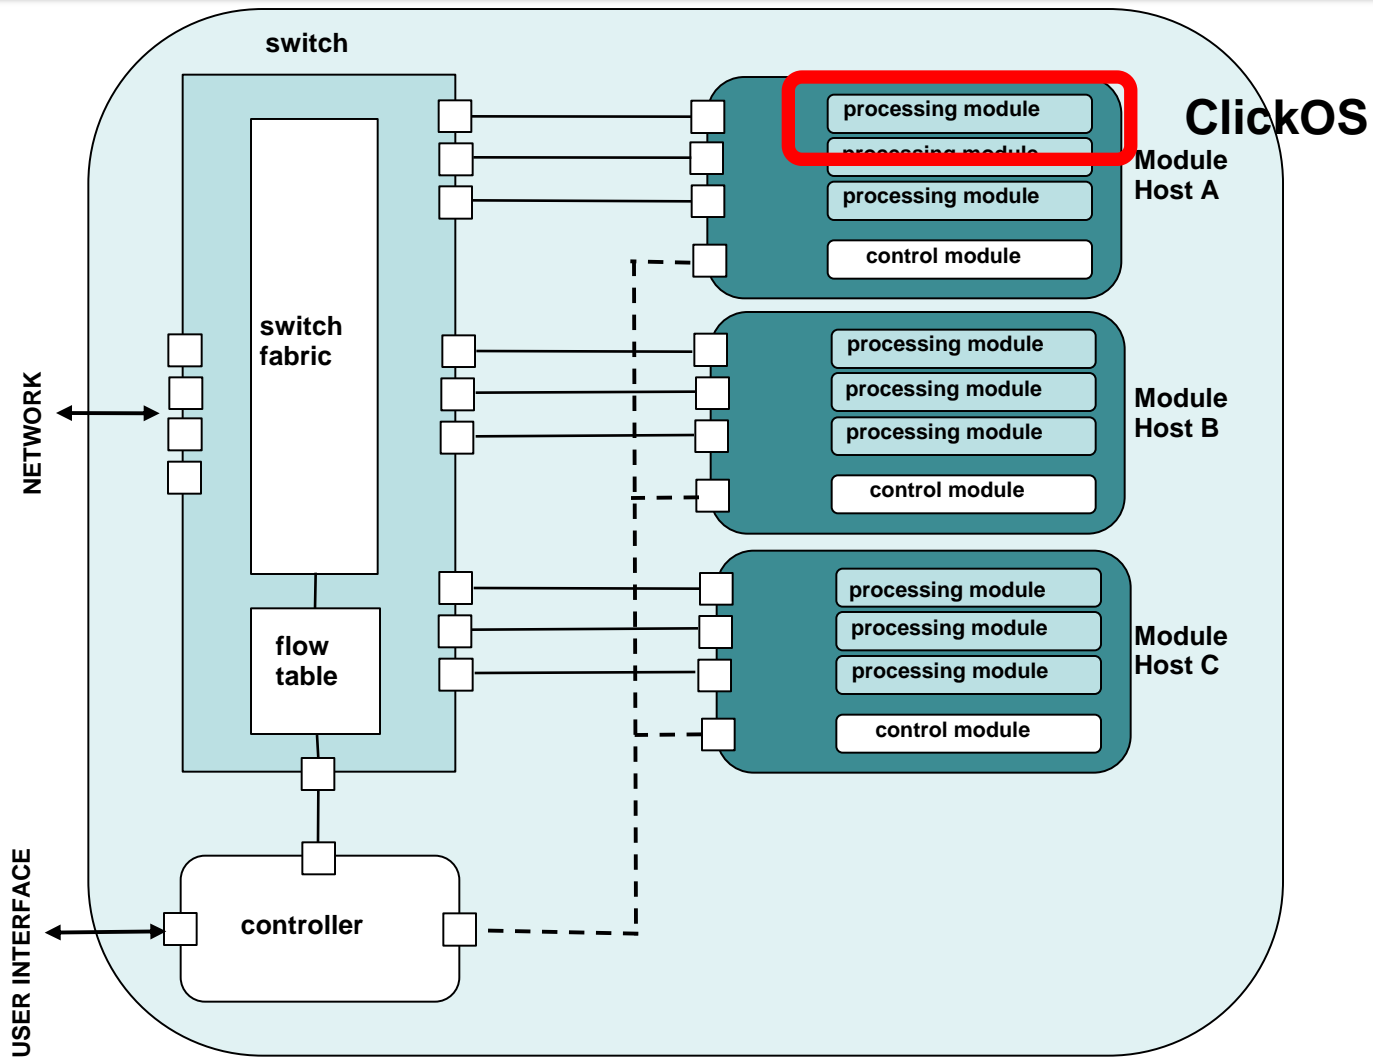 switch
ClickOS
processing module
processing module
processing module
control module
Module
Host A
switch
fabric
processing module
processing module
processing module
control module
Module
Host B
NETWORK
processing module
processing module
processing module
control module
Module
Host C
flow
table
controller
USER INTERFACE